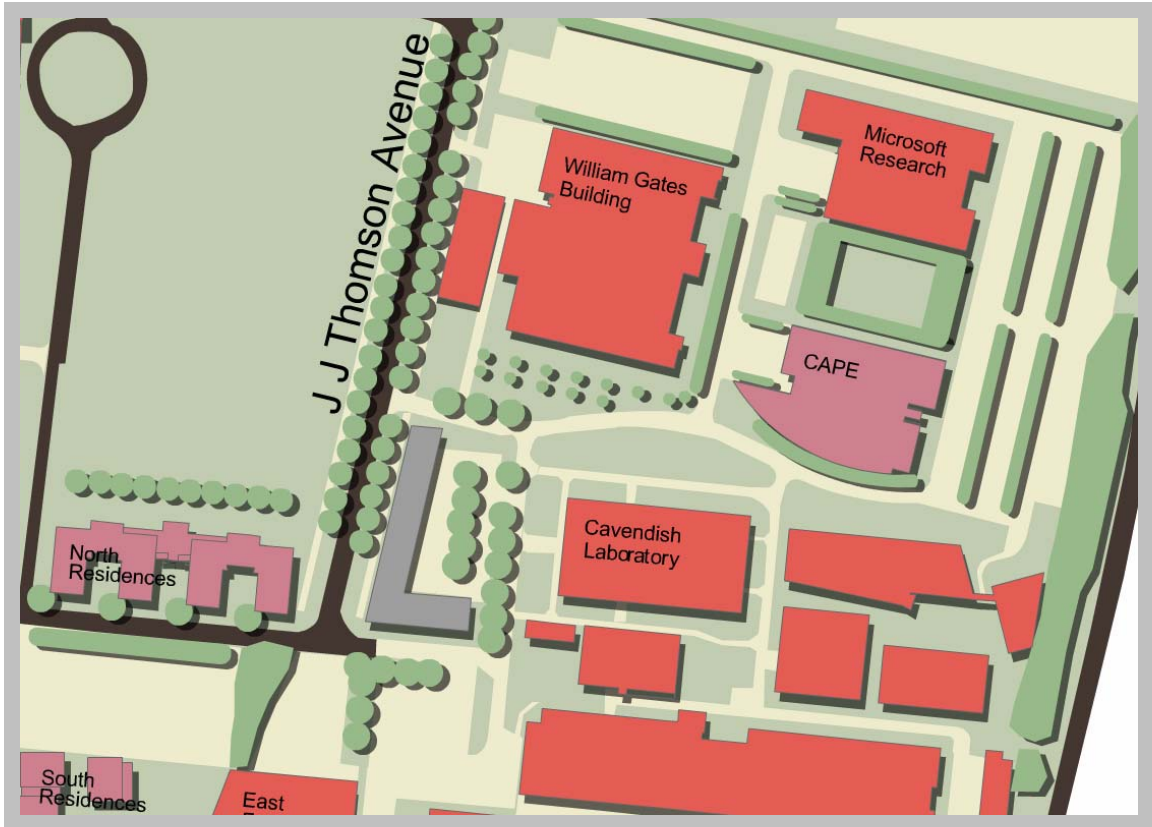 J J Thomson Avenue
William Gates
Building
Microsoft
Research
CAPE
Cavendish
Laboratory
North
Residences
South
Residences
East